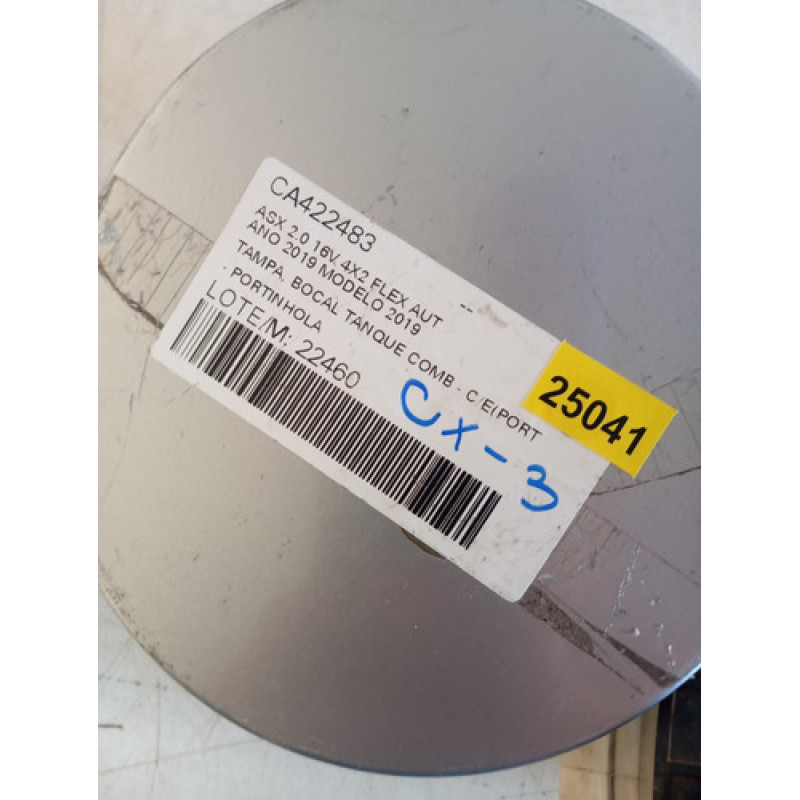 CA422483
ASX 2.0 16V 4X2 FLEX AUT --
ANO 2019 MODELO 2019
TAMPA, BOCAL TANQUE COMB - C/E(PORT
- PORTINHOLA
LOTE/M: 22460
25041
CX-3